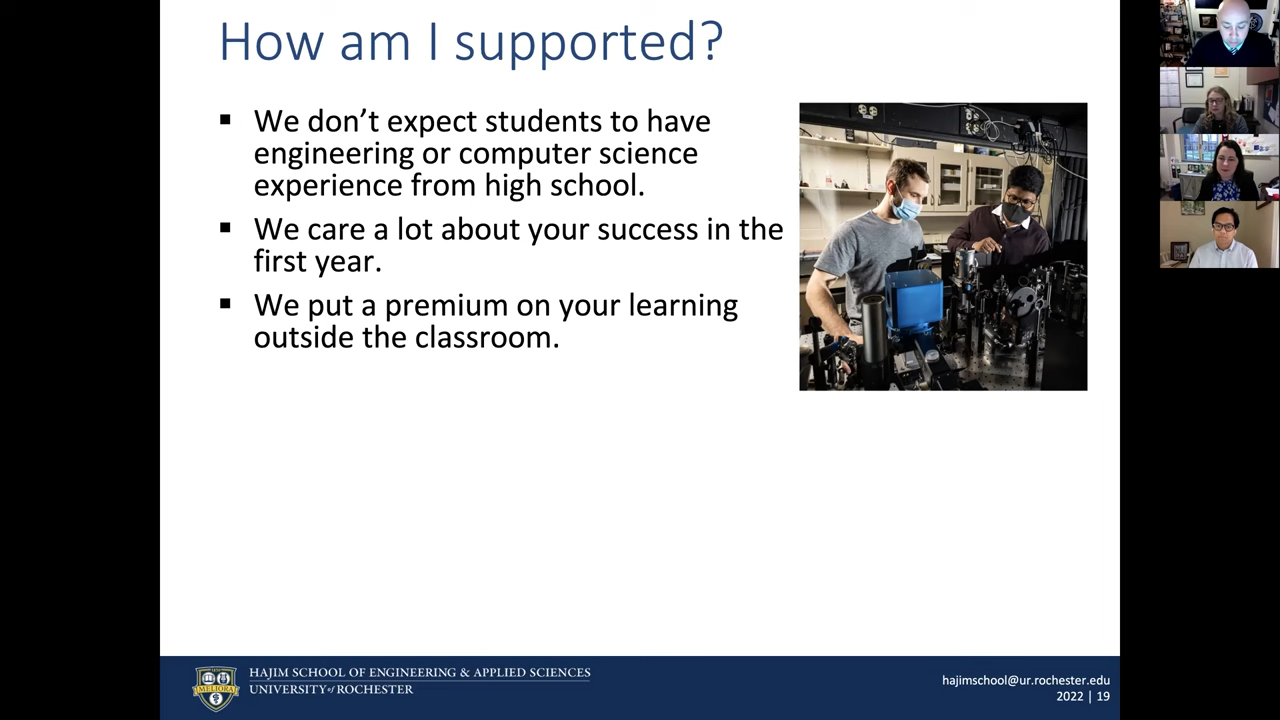 How am I supported?
▪ We don’t expect students to have
engineering or computer science
experience from high school.
▪ We care a lot about your success in the
first year.
▪ We put a premium on your learning
outside the classroom.
MELIORA
HAJIM SCHOOL OF ENGINEERING & APPLIED SCIENCES
UNIVERSITY of ROCHESTER
hajimschool@ur.rochester.edu
2022 | 19